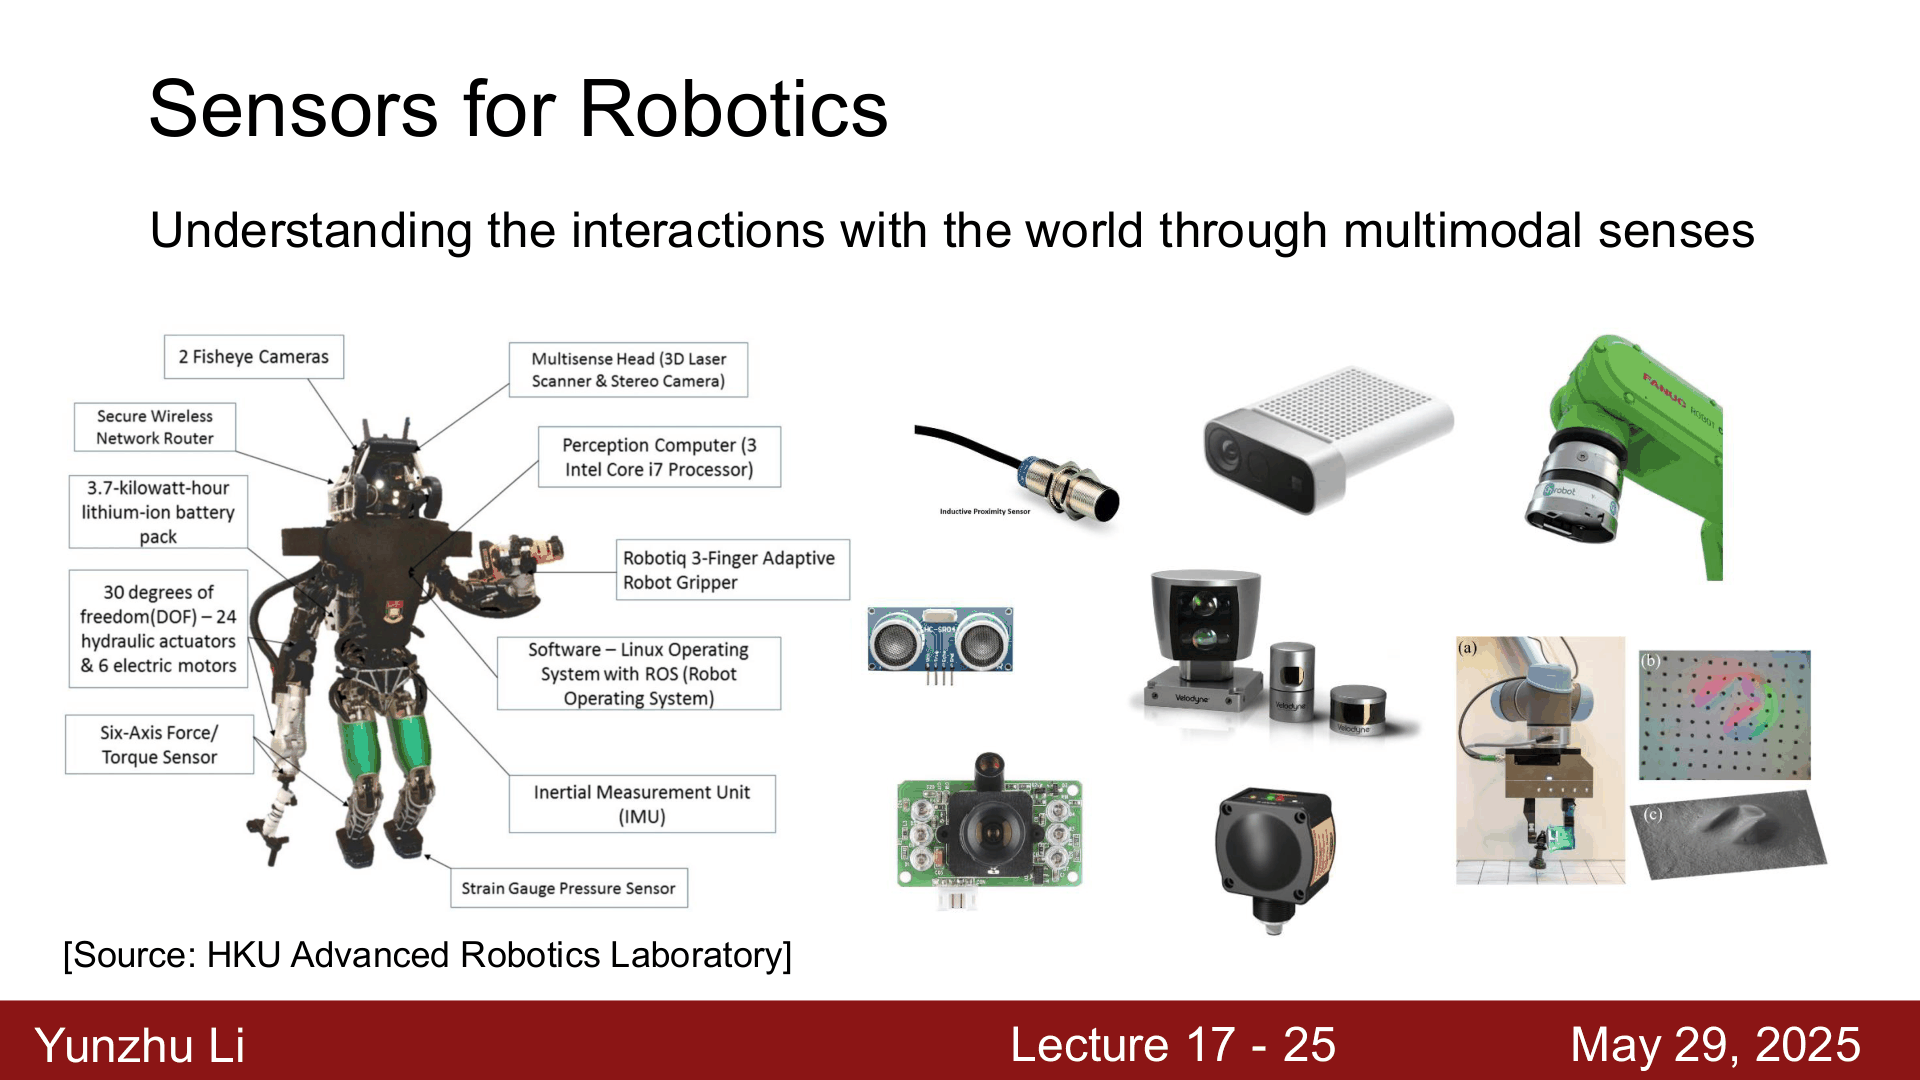 Sensors for Robotics
Understanding the interactions with the world through multimodal senses
2 Fisheye Cameras
Secure Wireless
Network Router
3.7-kilowatt-hour
lithium-ion battery
pack
30 degrees of
freedom(DOF) – 24
hydraulic actuators
& 6 electric motors
Six-Axis Force/
Torque Sensor
Multisense Head (3D Laser
Scanner & Stereo Camera)
Perception Computer (3
Intel Core i7 Processor)
Robotiq 3-Finger Adaptive
Robot Gripper
Software – Linux Operating
System with ROS (Robot
Operating System)
Inertial Measurement Unit
(IMU)
Strain Gauge Pressure Sensor
Inductive Proximity Sensor
FANUC
robot
HC-SR04
Velodyne
Velodyne
Velodyne
(a)
(b)
(c)
[Source: HKU Advanced Robotics Laboratory]
Yunzhu Li
Lecture 17 - 25
May 29, 2025